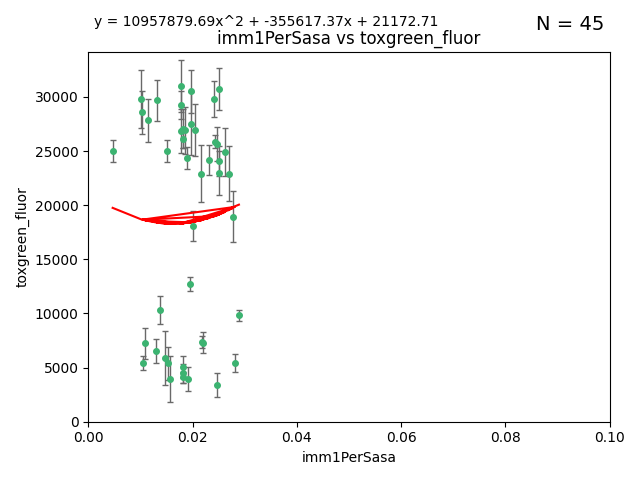 y = 10957879.69x^2 + -355617.37x + 21172.71
N = 45
imm1PerSasa vs toxgreen_fluor
toxgreen_fluor
30000
25000
20000
15000
10000
5000
0
0.00 0.02 0.04 0.06 0.08 0.10
imm1PerSasa